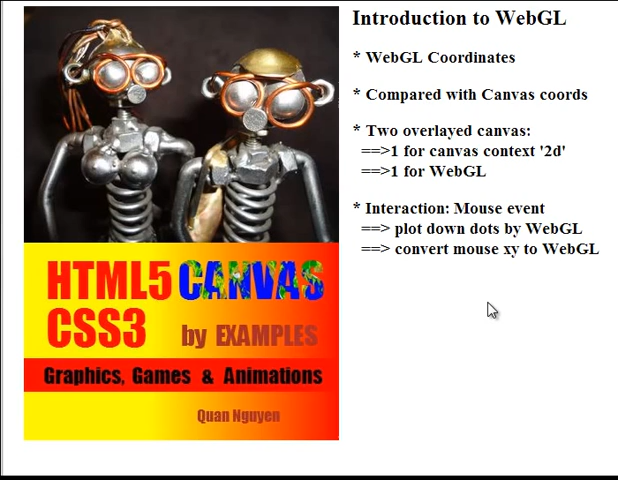 Introduction to WebGL
* WebGL Coordinates
* Compared with Canvas coords
* Two overlayed canvas:
==>1 for canvas context '2d'
==>1 for WebGL
* Interaction: Mouse event
==> plot down dots by WebGL
==> convert mouse xy to WebGL
HTML5 CANVAS
CSS3 by EXAMPLES
Graphics, Games & Animations
Quan Nguyen